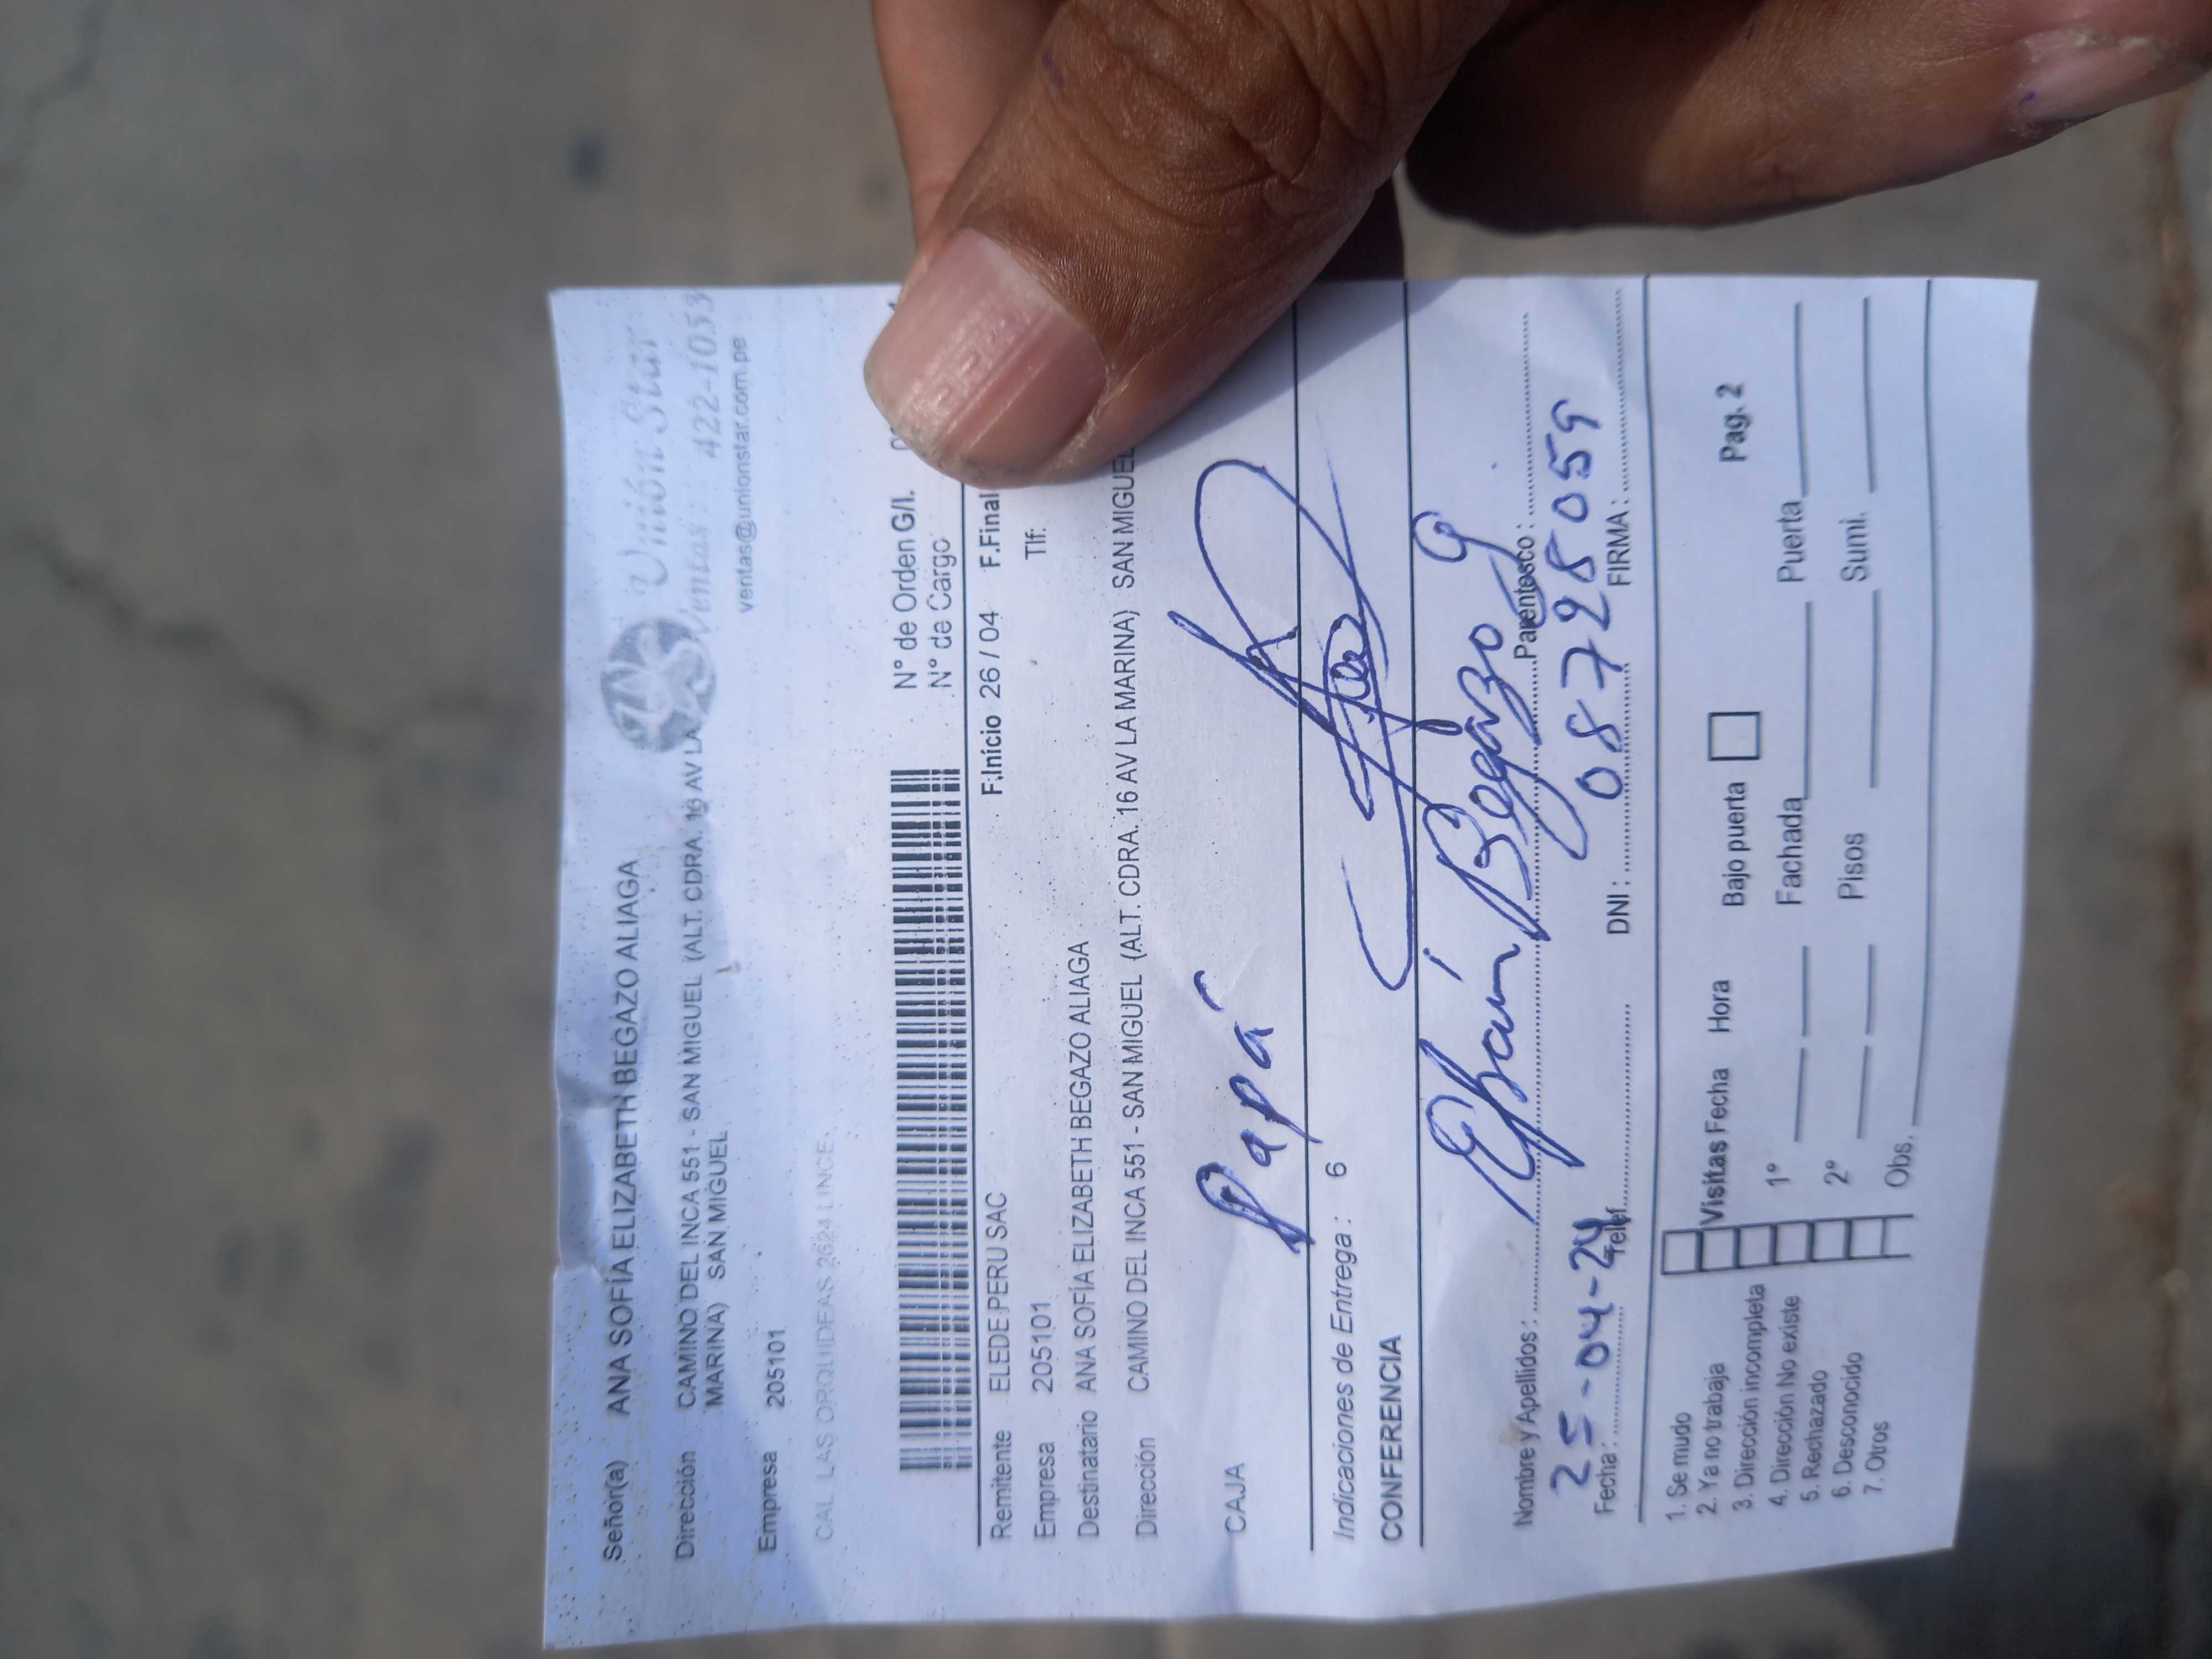 Señor(a) ANA SOFÍA ELIZABETH BEGAZO ALIAGA
Unión Star
Ventas: 422-1053
ventas@unionstar.com.pe
Dirección CAMINO DEL INCA 551 - SAN MIGUEL (ALT. CDRA. 16 AV LA MARINA) SAN MIGUEL
Empresa 205101
CAL LAS ORQUIDEAS 2624 LINCE
N° de Orden G/I.
N° de Cargo
Remitente ELEDE PERU SAC F.Início 26 / 04 F.Final
Empresa 205101 Tlf:
Destinatario ANA SOFÍA ELIZABETH BEGAZO ALIAGA
Dirección CAMINO DEL INCA 551 - SAN MIGUEL (ALT. CDRA. 16 AV LA MARINA) SAN MIGUEL
CAJA
Papá
Indicaciones de Entrega : 6
CONFERENCIA
Nombre y Apellidos : Begazo G Parentesco :
Fecha : 25-04-24 Telef. DNI : 08728059 FIRMA :
1. Se mudo
2. Ya no trabaja
3. Dirección incompleta
4. Dirección No existe
5. Rechazado
6. Desconocido
7. Otros
Visitas Fecha Hora Bajo puerta Pag. 2
1° Fachada Puerta
2° Pisos Sumi.
Obs.